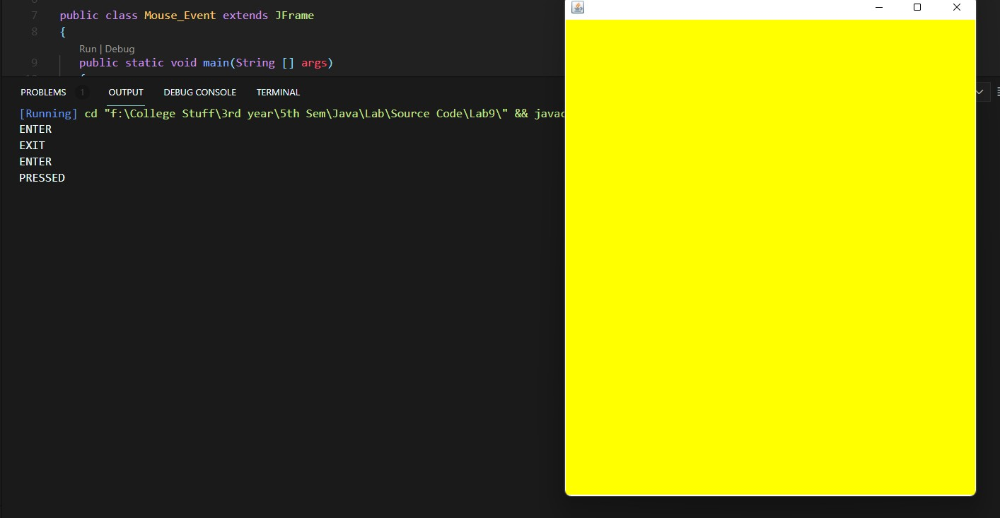 7 public class Mouse_Event extends JFrame
8 {
Run | Debug
9 public static void main(String [] args)
PROBLEMS 1 OUTPUT DEBUG CONSOLE TERMINAL
[Running] cd "f:\College Stuff\3rd year\5th Sem\Java\Lab\Source Code\Lab9\" && javac
ENTER
EXIT
ENTER
PRESSED